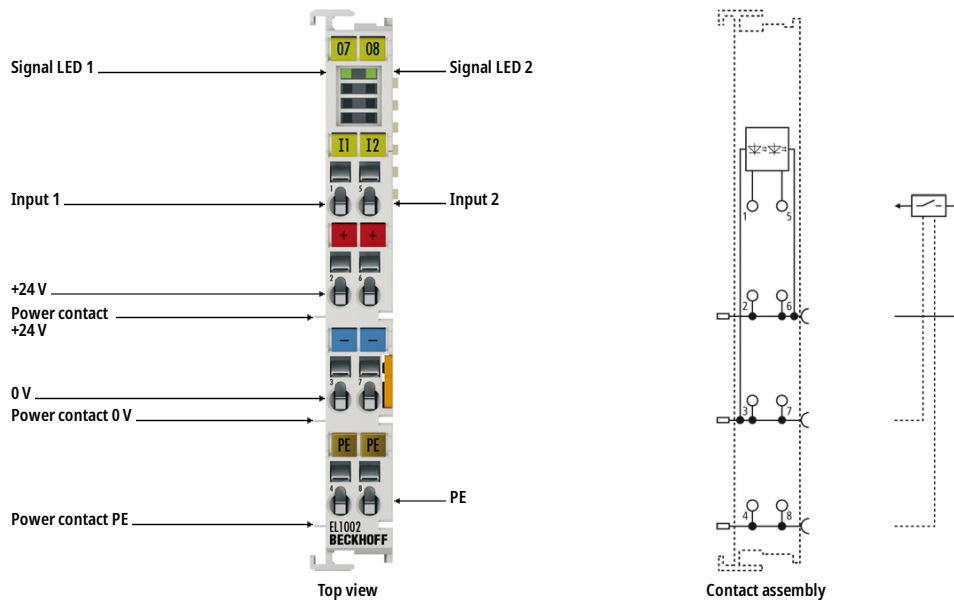 07 08
Signal LED 1
Signal LED 2
I1 I2
Input 1
1 5
Input 2
+ +
+24 V
2 6
Power contact
+24 V
− −
0 V
3 7
Power contact 0 V
PE PE
4 8
PE
Power contact PE
EL1002
BECKHOFF
Top view
1 5
2 6
3 7
4 8
Contact assembly